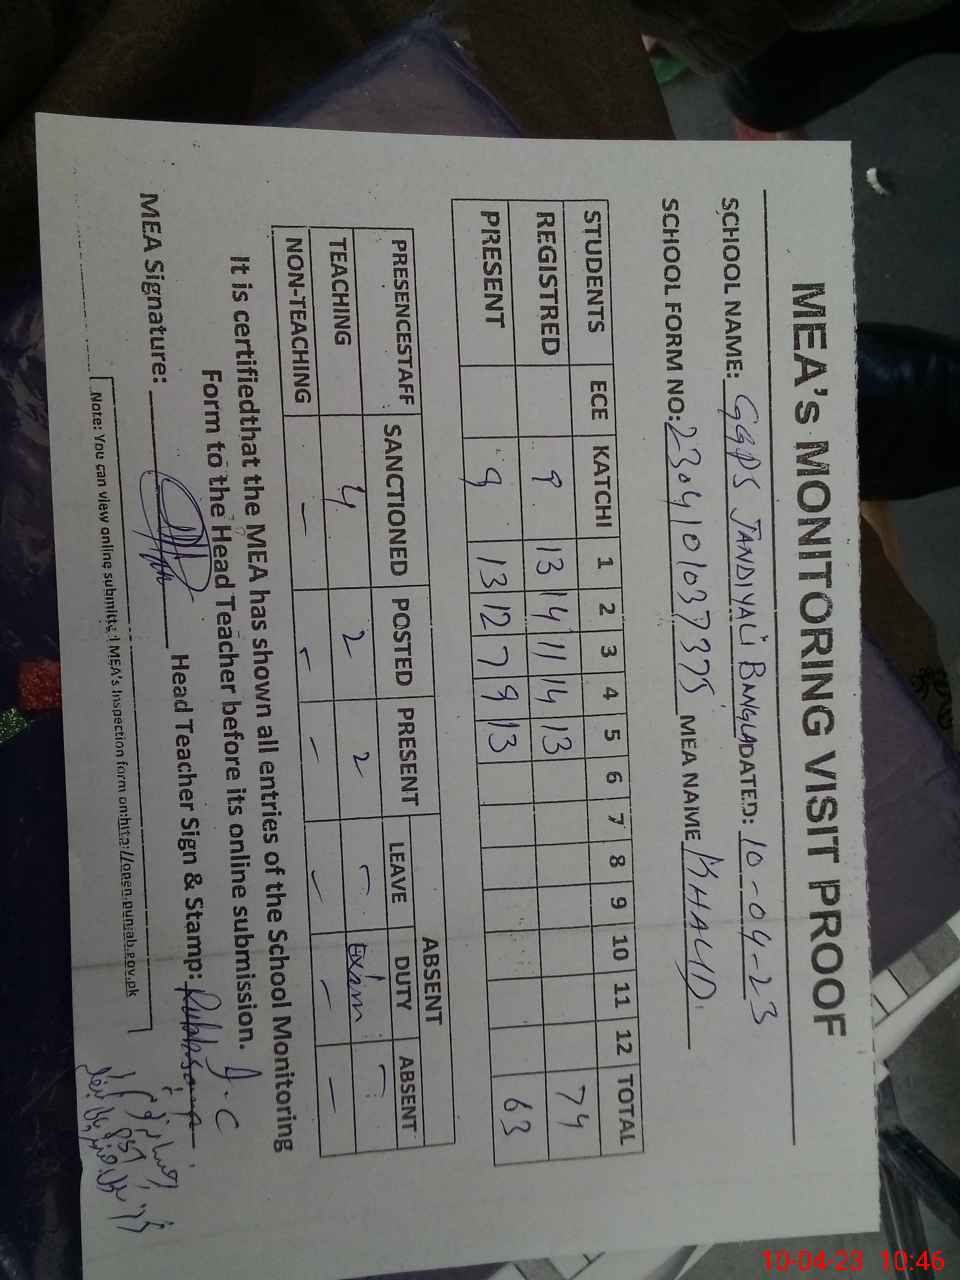 MEA's MONITORING VISIT PROOF
SCHOOL NAME: GGPS JANDIYALI BANGLA DATED: 10-04-23
SCHOOL FORM NO: 230410103737S MEA NAME KHALID
STUDENTS ECE KATCHI 1 2 3 4 5 6 7 8 9 10 11 12 TOTAL
REGISTRED 9 13 14 11 14 13 74
PRESENT 9 13 12 7 9 13 63
PRESENCESTAFF SANCTIONED POSTED PRESENT ABSENT
LEAVE DUTY ABSENT
TEACHING 4 2 2 - Exam -
NON-TEACHING - - - - - -
It is certifiedthat the MEA has shown all entries of the School Monitoring
Form to the Head Teacher before its online submission.
MEA Signature: Head Teacher Sign & Stamp: Rukhsana
Note: You can view online submitted MEA's Inspection form on:http://open.punjab.gov.pk
10-04-23 10:46